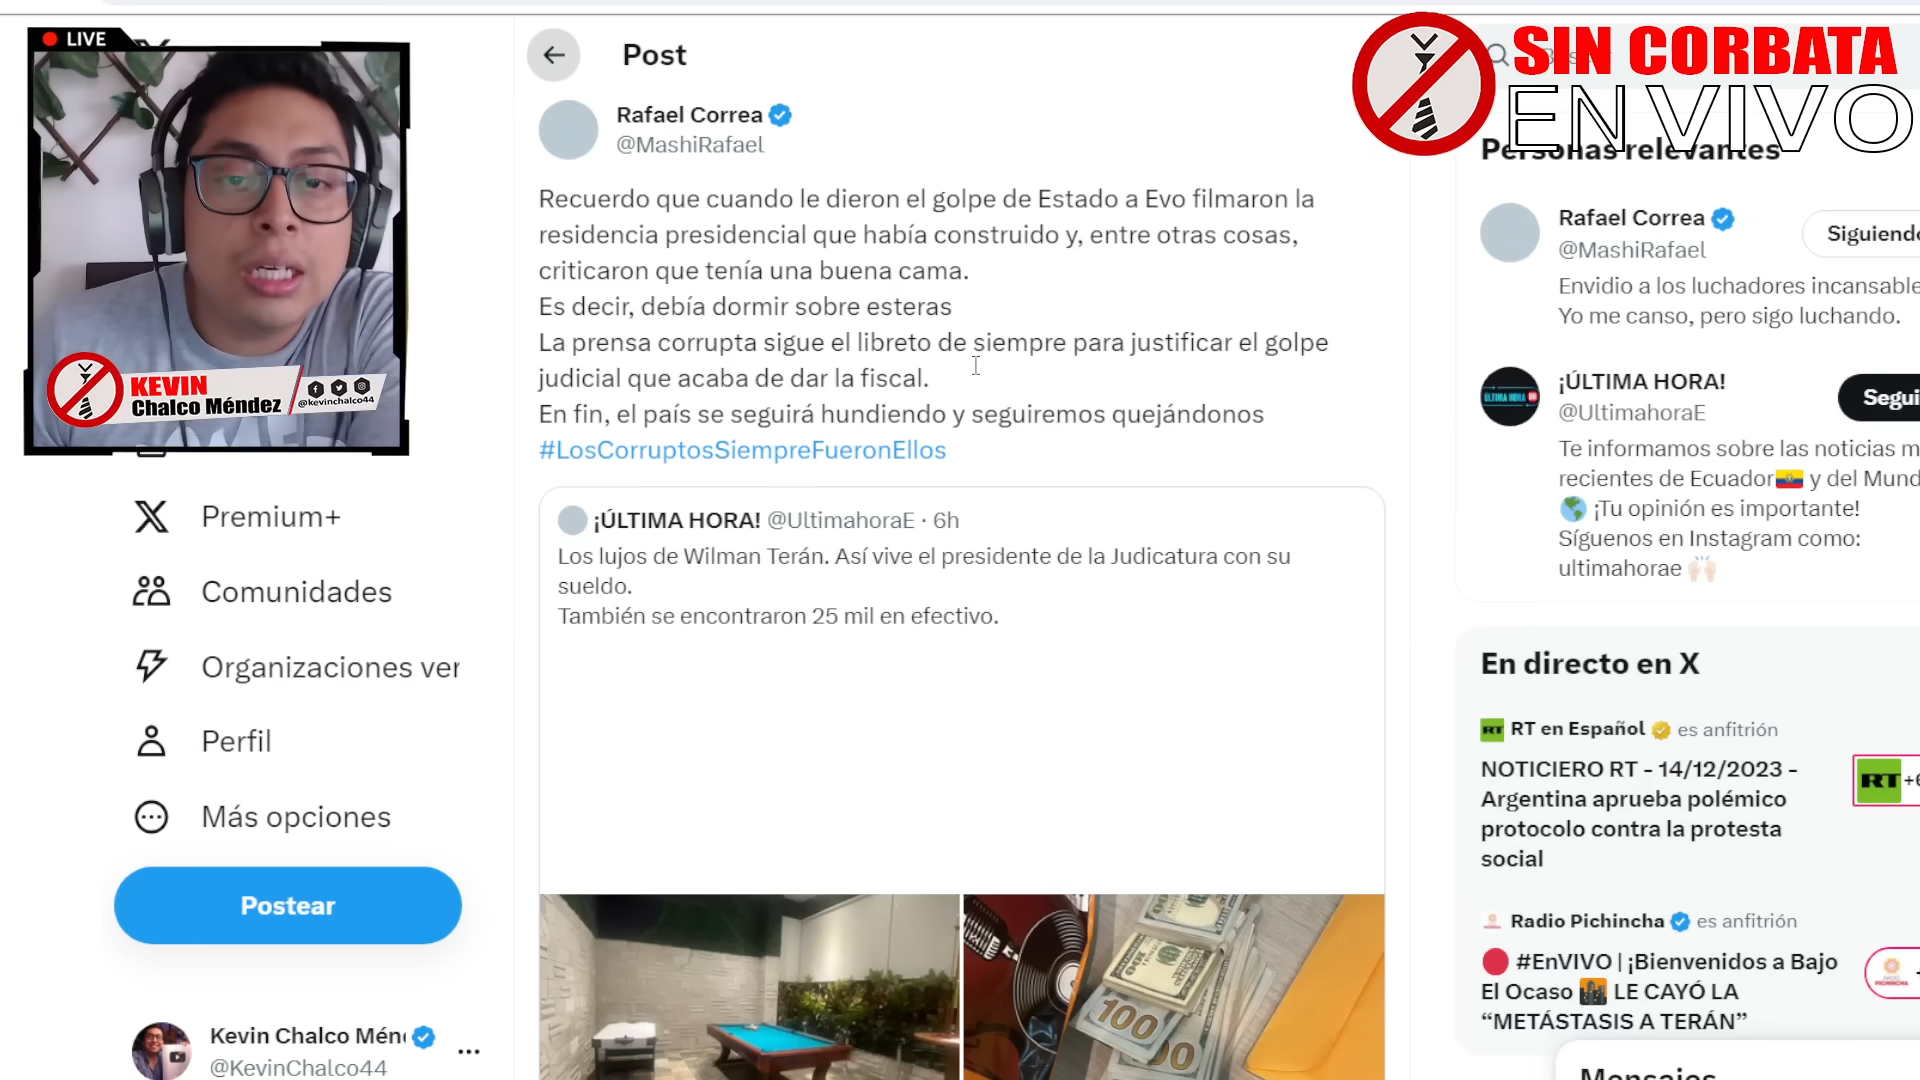 LIVE
KEVIN
Chalco Méndez
@kevinchalco44
Premium+
Comunidades
Organizaciones ver
Perfil
Más opciones
Postear
Kevin Chalco Mén
@KevinChalco44
Post
Rafael Correa
@MashiRafael
Recuerdo que cuando le dieron el golpe de Estado a Evo filmaron la
residencia presidencial que había construido y, entre otras cosas,
criticaron que tenía una buena cama.
Es decir, debía dormir sobre esteras
La prensa corrupta sigue el libreto de siempre para justificar el golpe
judicial que acaba de dar la fiscal.
En fin, el país se seguirá hundiendo y seguiremos quejándonos
#LosCorruptosSiempreFueronEllos
¡ÚLTIMA HORA! @UltimahoraE · 6h
Los lujos de Wilman Terán. Así vive el presidente de la Judicatura con su
sueldo.
También se encontraron 25 mil en efectivo.
100
SIN CORBATA
EN VIVO
Personas relevantes
Rafael Correa
@MashiRafael
Siguiendo
Envidio a los luchadores incansable
Yo me canso, pero sigo luchando.
¡ÚLTIMA HORA!
@UltimahoraE
Segui
Te informamos sobre las noticias m
recientes de Ecuador🇪🇨 y del Mund
🌎 ¡Tu opinión es importante!
Síguenos en Instagram como:
ultimahorae 🙌🏻
En directo en X
RT en Español es anfitrión
NOTICIERO RT - 14/12/2023 -
Argentina aprueba polémico
protocolo contra la protesta
social
RT
Radio Pichincha es anfitrión
🔴 #EnVIVO | ¡Bienvenidos a Bajo
El Ocaso 🌆 LE CAYÓ LA
“METÁSTASIS A TERÁN”
Mensajes